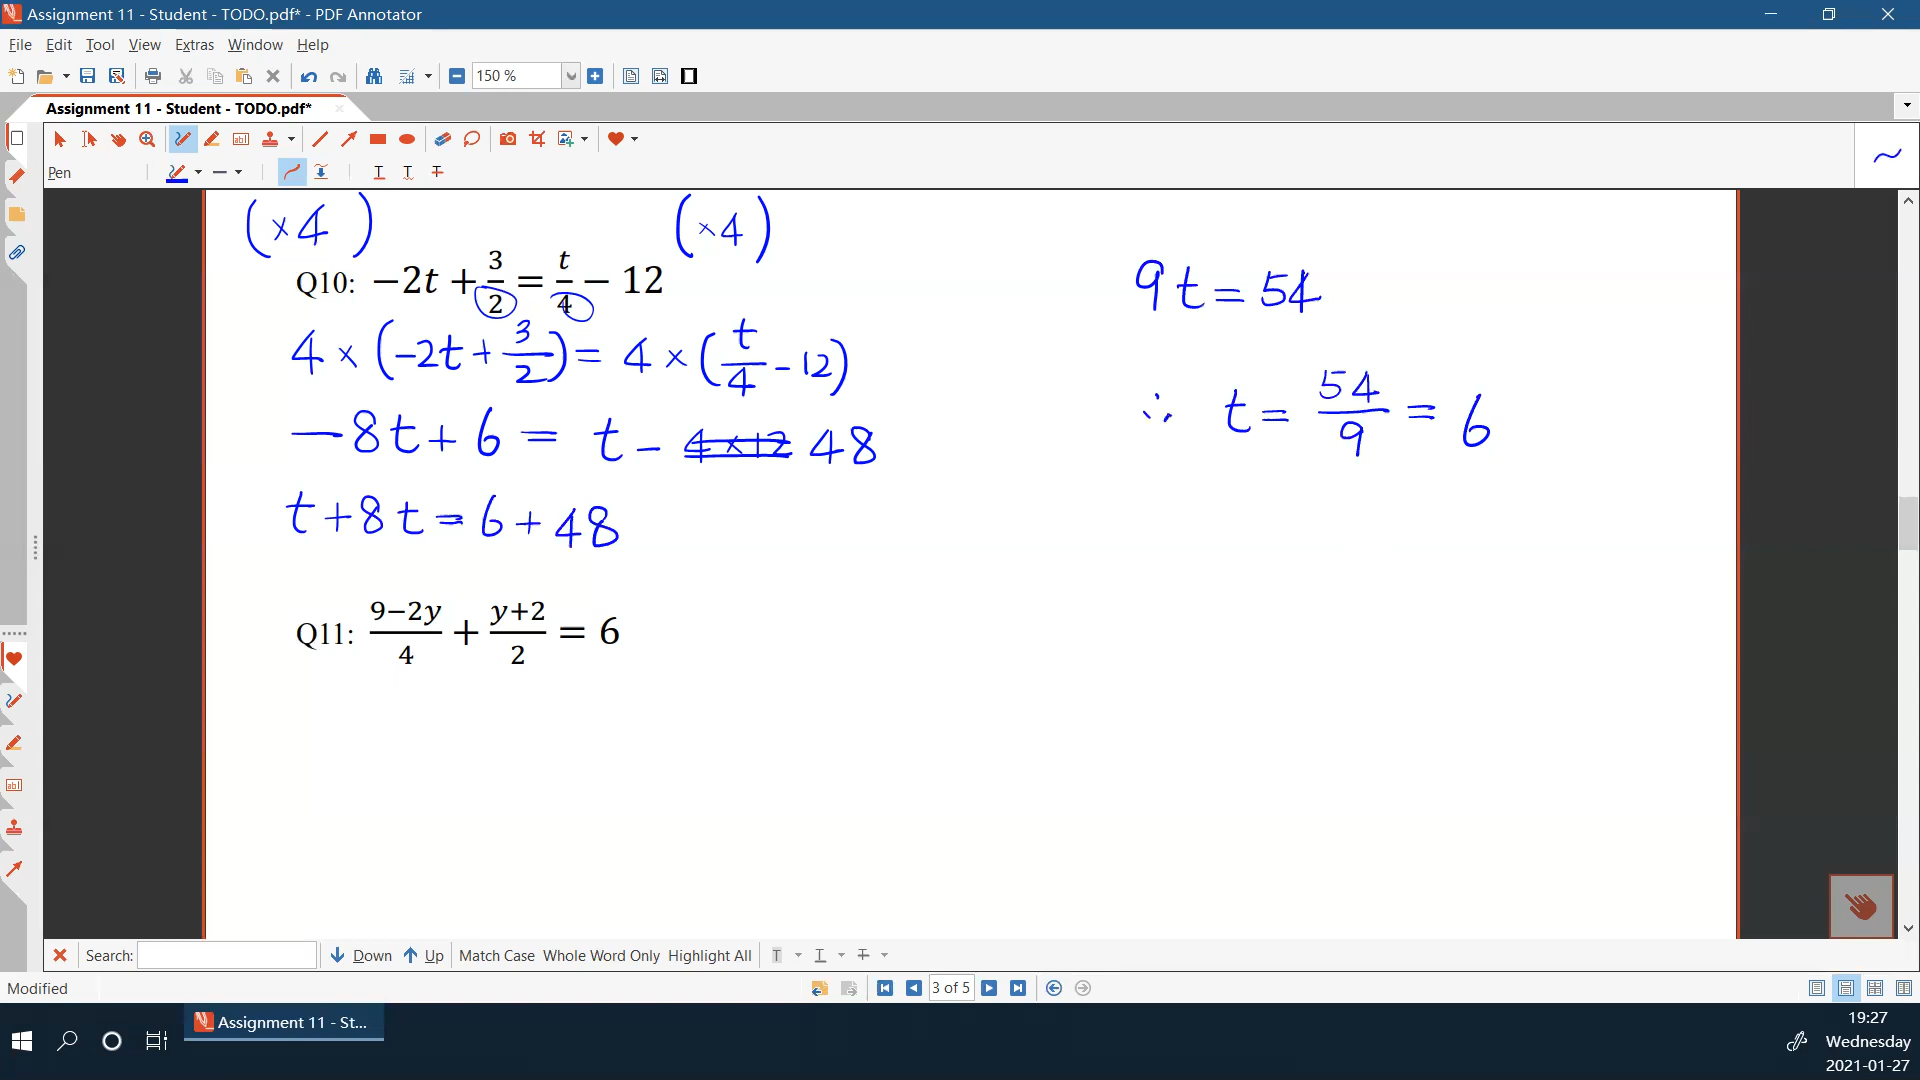 Assignment 11 - Student - TODO.pdf* - PDF Annotator
File Edit Tool View Extras Window Help
150 %
Assignment 11 - Student - TODO.pdf*
Pen
(×4 ) (×4 )
Q10: −2t + 3/2 = t/4 − 12
4 × (−2t + 3/2) = 4 × (t/4 − 12)
−8t + 6 = t − 4 × 12 48
t + 8t = 6 + 48
9t = 54
∴ t = 54/9 = 6
Q11: (9−2y)/4 + (y+2)/2 = 6
Search: Down Up Match Case Whole Word Only Highlight All
Modified
3 of 5
Assignment 11 - St...
19:27
Wednesday
2021-01-27